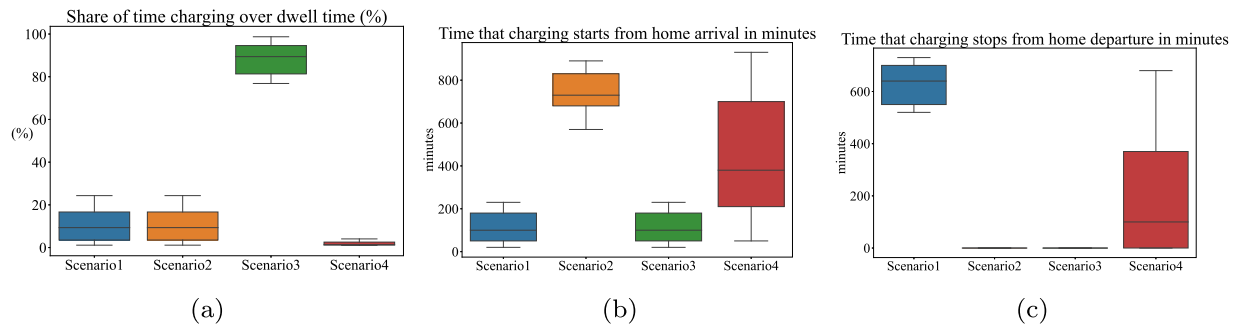 Share of time charging over dwell time (%)
100
80
60
40
20
0
(%)
Scenario1 Scenario2 Scenario3 Scenario4
(a)
Time that charging starts from home arrival in minutes
800
600
400
200
0
minutes
Scenario1 Scenario2 Scenario3 Scenario4
(b)
Time that charging stops from home departure in minutes
600
400
200
0
minutes
Scenario1 Scenario2 Scenario3 Scenario4
(c)